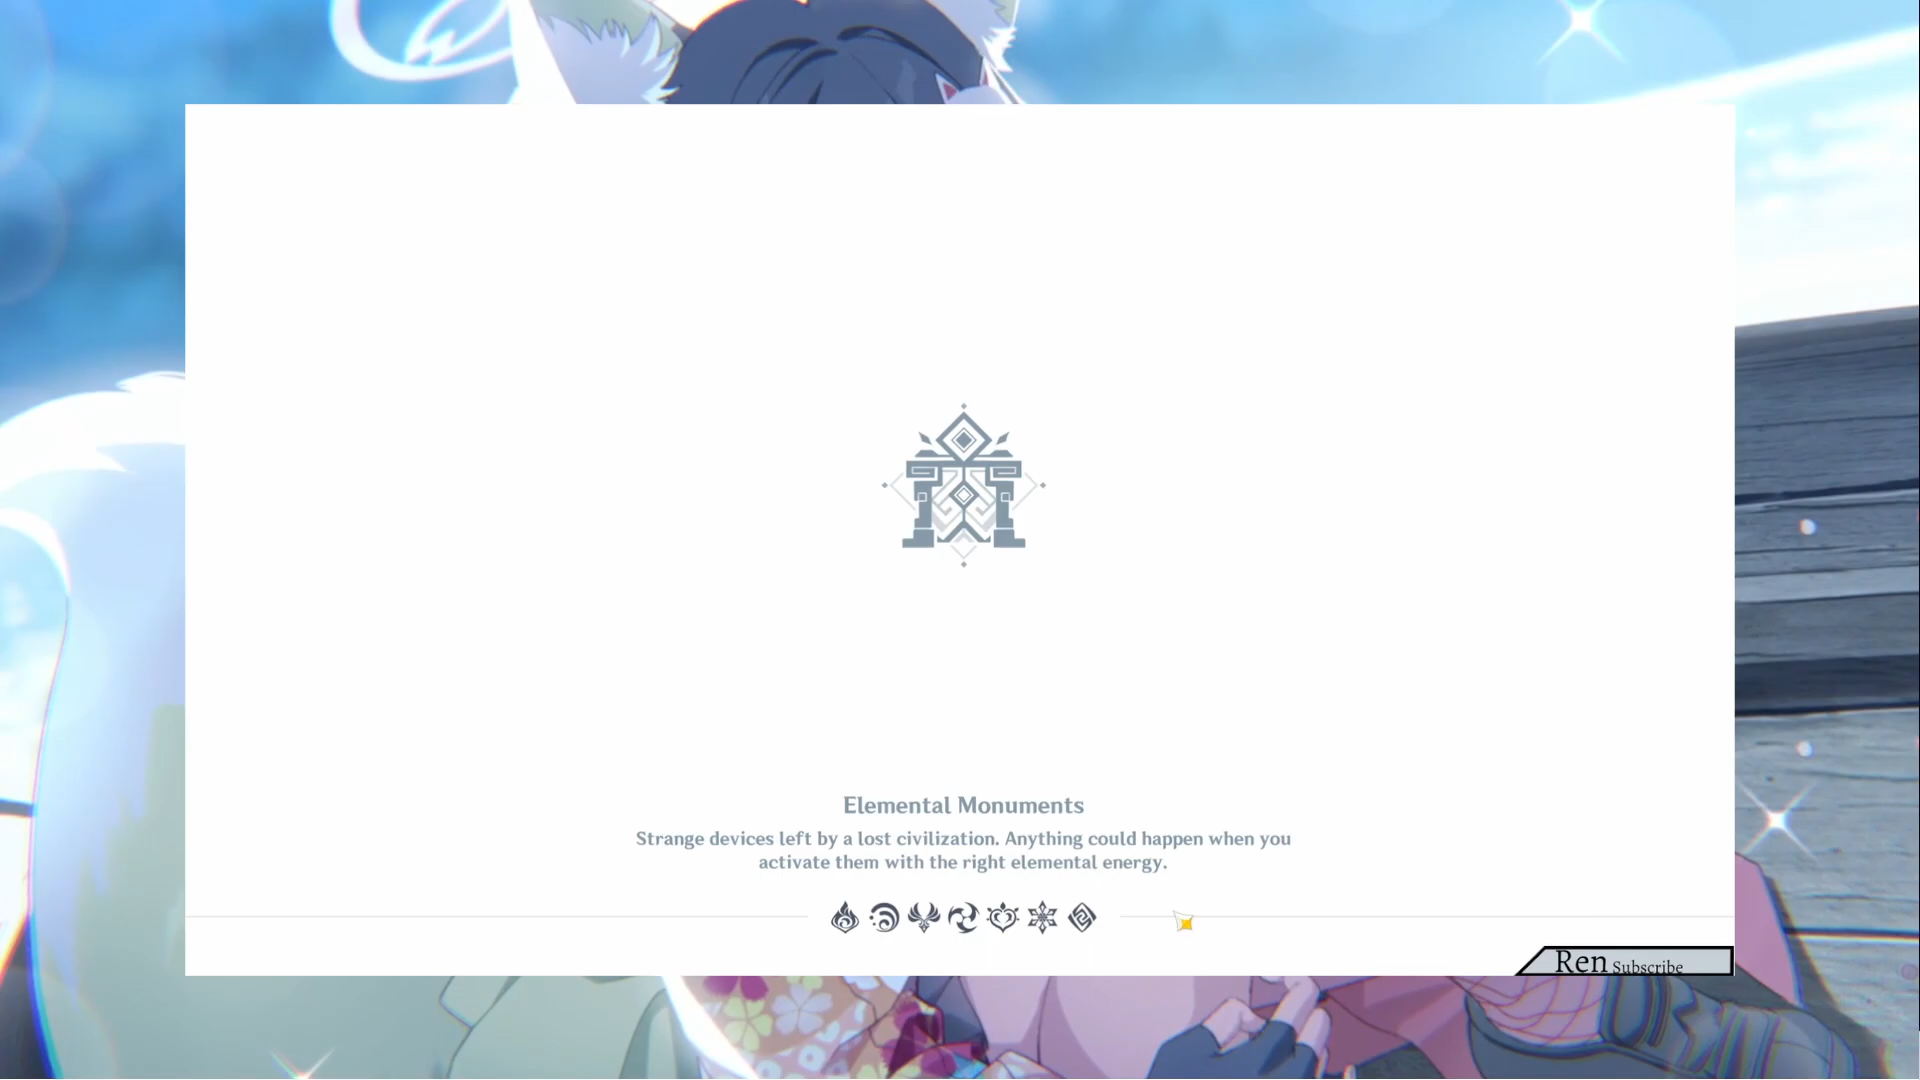 Elemental Monuments
Strange devices left by a lost civilization. Anything could happen when you
activate them with the right elemental energy.
Ren Subscribe